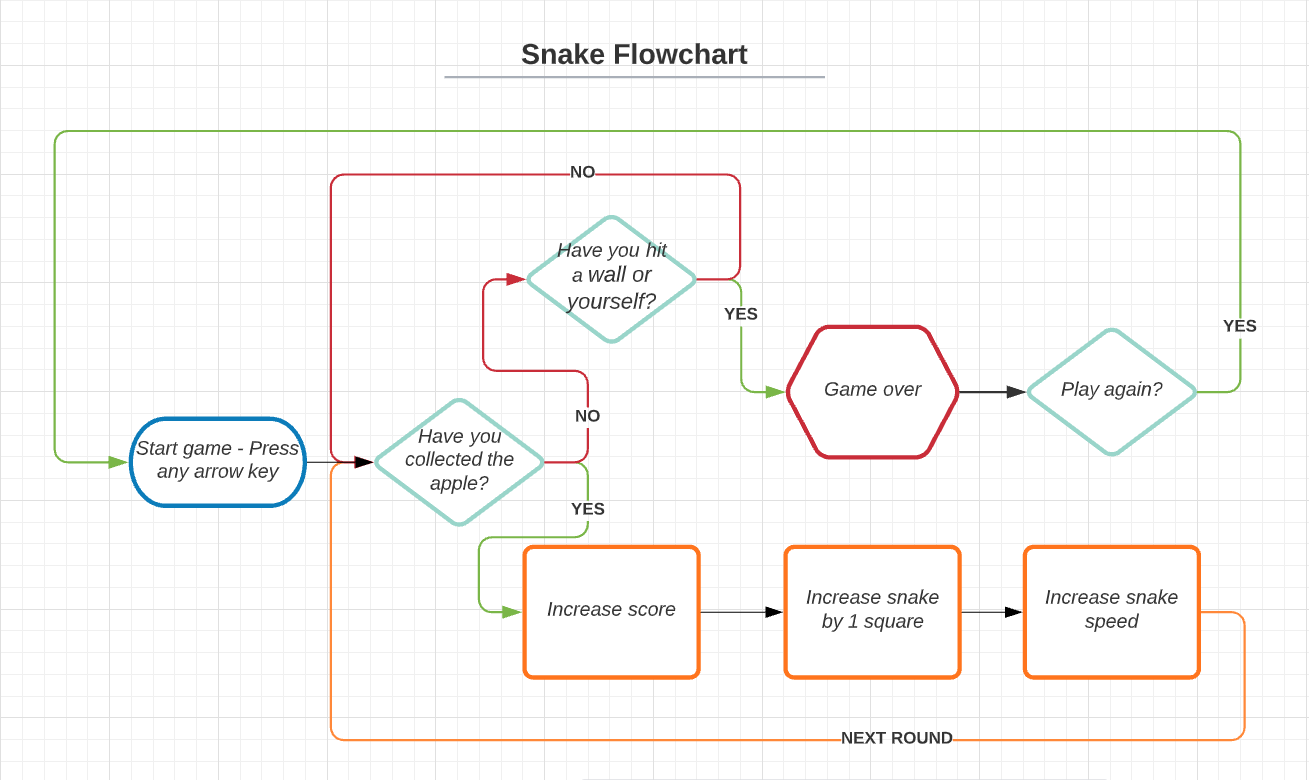 Snake Flowchart
NO
Have you hit
a wall or
yourself?
YES
YES
Game over
Play again?
NO
Start game - Press
any arrow key
Have you
collected the
apple?
YES
Increase score
Increase snake
by 1 square
Increase snake
speed
NEXT ROUND